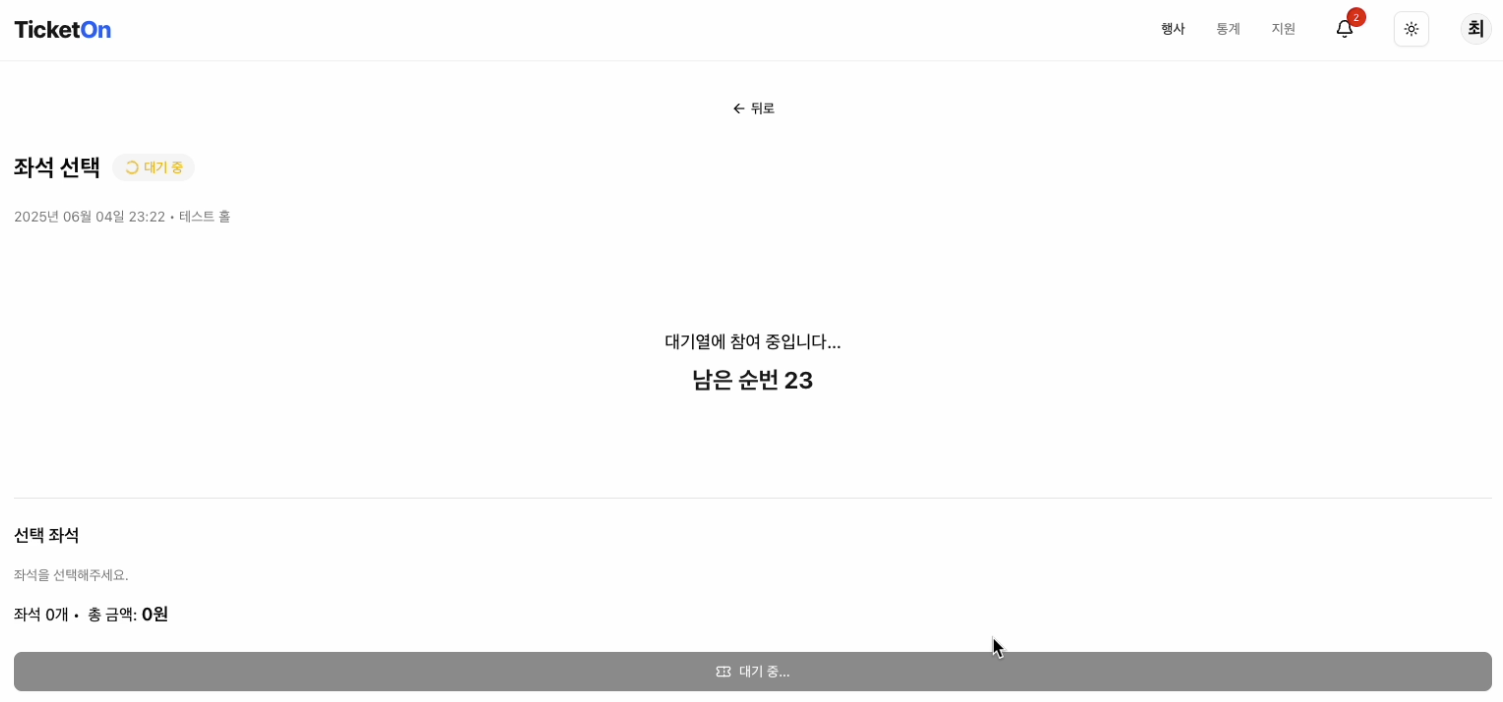 TicketOn
행사 통계 지원 2 최
← 뒤로
좌석 선택 대기 중
2025년 06월 04일 23:22 • 테스트 홀
대기열에 참여 중입니다...
남은 순번 23
선택 좌석
좌석을 선택해주세요.
좌석 0개 • 총 금액: 0원
대기 중...